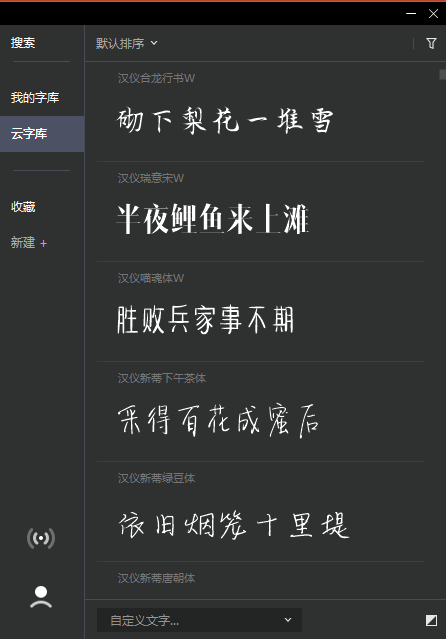 搜索
我的字库
云字库
收藏
新建 +
默认排序
汉仪合龙行书W
砌下梨花一堆雪
汉仪瑞意宋W
半夜鲤鱼来上滩
汉仪喵魂体W
胜败兵家事不期
汉仪新蒂下午茶体
采得百花成蜜后
汉仪新蒂绿豆体
依旧烟笼十里堤
汉仪新蒂唐朝体
自定义文字...